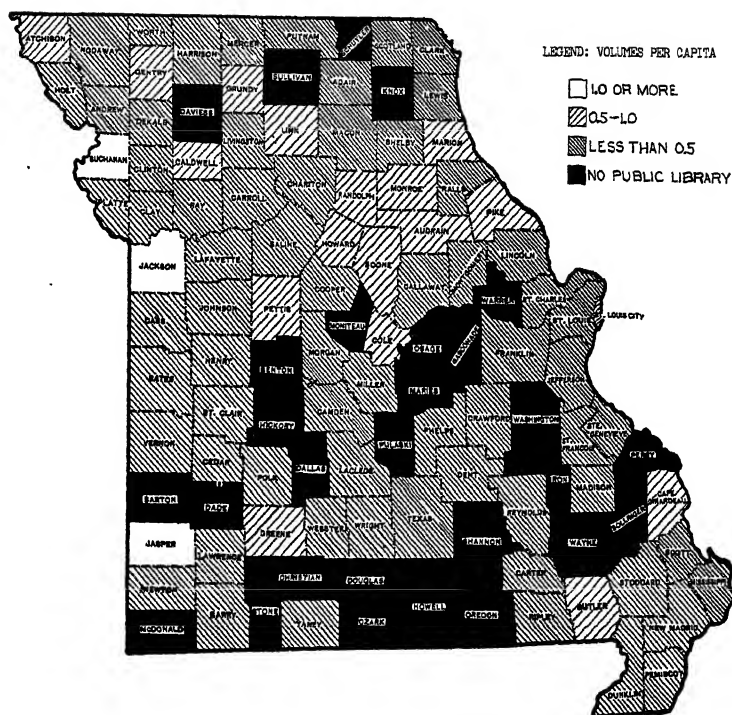 LEGEND: VOLUMES PER CAPITA
1.0 OR MORE
0.5-1.0
LESS THAN 0.5
NO PUBLIC LIBRARY
ATCHISON
NODAWAY
WORTH
HARRISON
MERCER
PUTNAM
SCHUYLER
SCOTLAND
CLARK
HOLT
GENTRY
SULLIVAN
ADAIR
KNOX
LEWIS
ANDREW
DEKALB
DAVIESS
GRUNDY
LINN
MACON
SHELBY
MARION
BUCHANAN
CLINTON
CALDWELL
LIVINGSTON
CHARITON
RANDOLPH
MONROE
RALLS
PIKE
PLATTE
CLAY
RAY
CARROLL
SALINE
HOWARD
BOONE
AUDRAIN
CALLAWAY
MONTGOMERY
LINCOLN
JACKSON
LAFAYETTE
COOPER
WARREN
ST. CHARLES
ST. LOUIS
LOUIS CITY
CASS
JOHNSON
PETTIS
MONITEAU
COLE
OSAGE
GASCONADE
FRANKLIN
JEFFERSON
BATES
HENRY
BENTON
MORGAN
MILLER
MARIES
ST. CLAIR
HICKORY
CAMDEN
PULASKI
PHELPS
CRAWFORD
WASHINGTON
STE. GENEVIEVE
ST. FRANCOIS
PERRY
VERNON
CEDAR
POLK
DALLAS
LACLEDE
DENT
IRON
MADISON
BOLLINGER
CAPE GIRARDEAU
BARTON
DADE
GREENE
WEBSTER
WRIGHT
TEXAS
SHANNON
REYNOLDS
WAYNE
JASPER
LAWRENCE
CHRISTIAN
DOUGLAS
HOWELL
CARTER
BUTLER
STODDARD
SCOTT
MISSISSIPPI
NEWTON
BARRY
STONE
TANEY
OZARK
OREGON
RIPLEY
NEW MADRID
MCDONALD
DUNKLIN
PEMISCOT